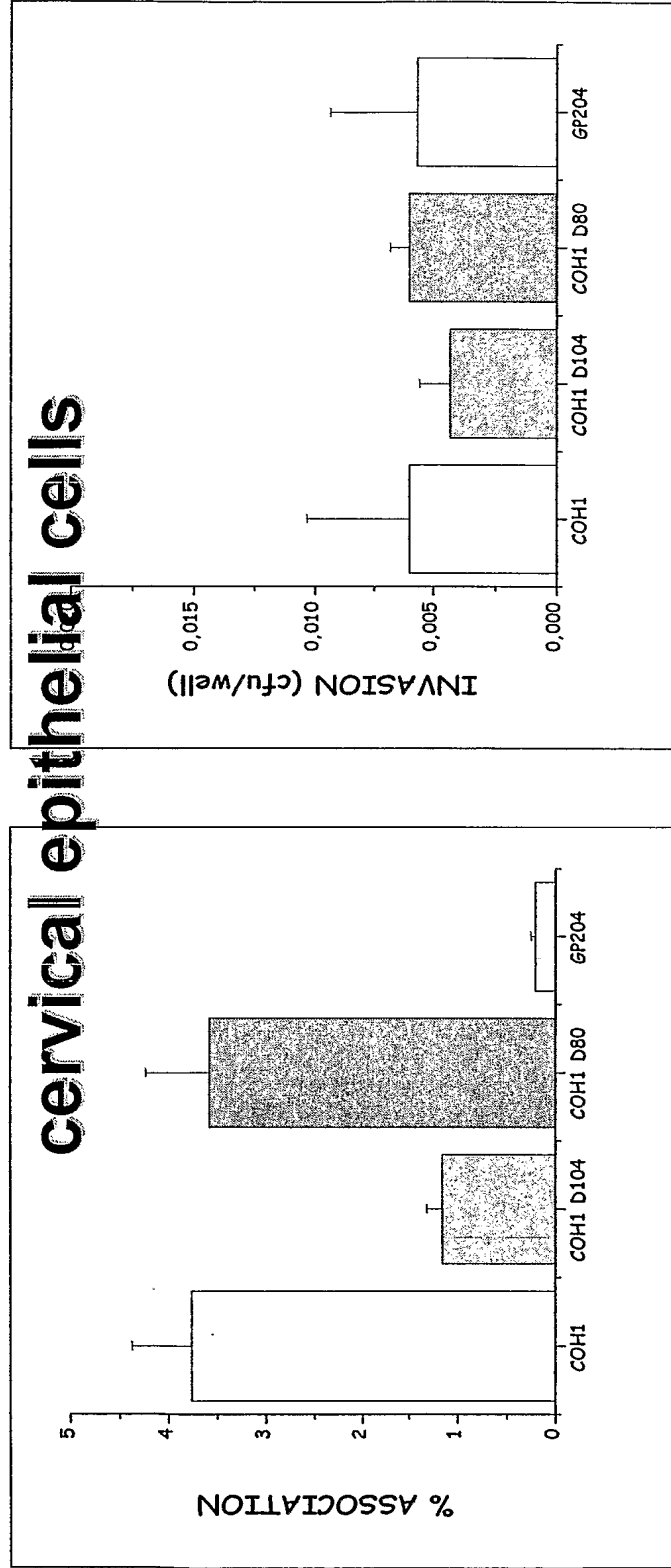 cervical epithelial cells
% ASSOCIATION
5
4
3
2
1
0
COH1
COH1 D104
COH1 D80
GP204
INVASION (cfu/well)
0,015
0,010
0,005
0,000
COH1
COH1 D104
COH1 D80
GP204